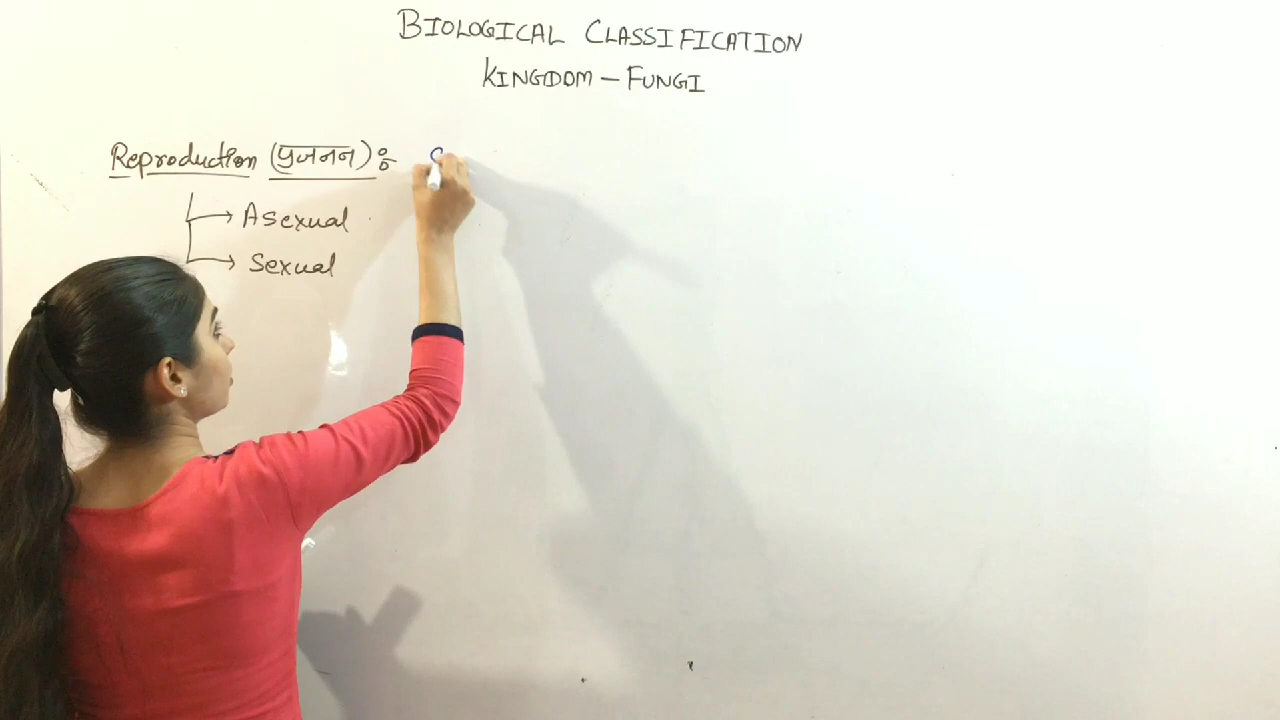 BIOLOGICAL CLASSIFICATION
KINGDOM - FUNGI
Reproduction (प्रजनन) :-
→ Asexual
→ Sexual